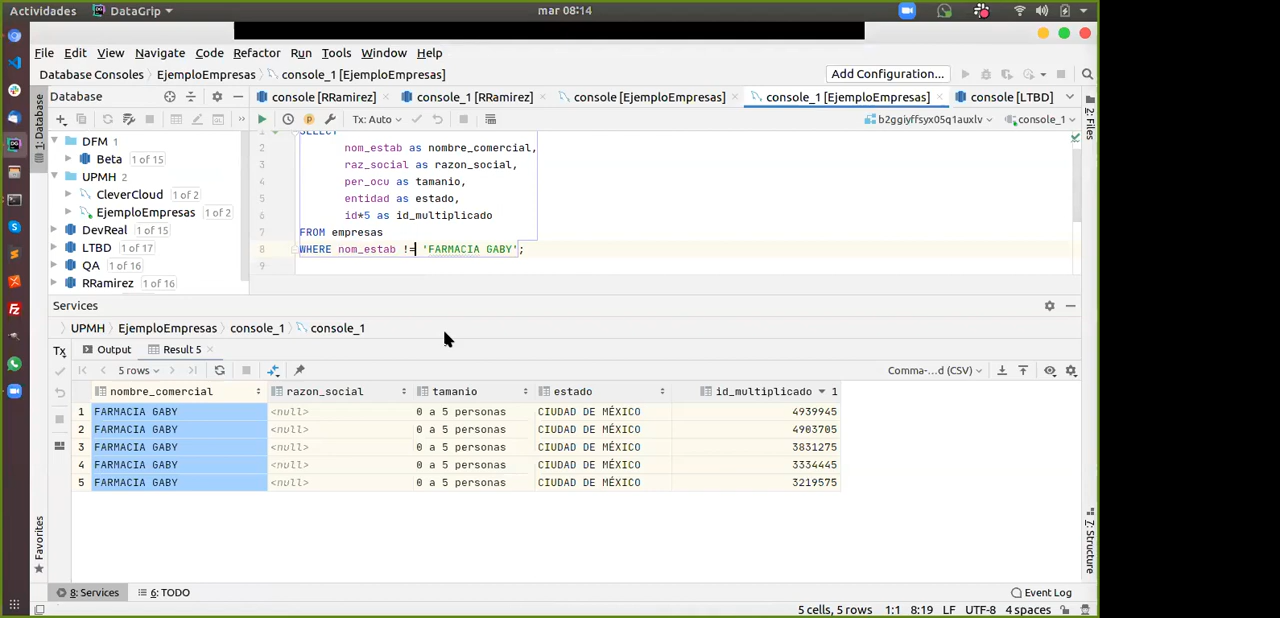 Actividades DataGrip mar 08:14
File Edit View Navigate Code Refactor Run Tools Window Help
Database Consoles EjemploEmpresas console_1 [EjemploEmpresas] Add Configuration...
1: Database
Database
console [RRamirez] console_1 [RRamirez] console [EjemploEmpresas] console_1 [EjemploEmpresas] console [LTBD]
2: Files
Tx: Auto b2ggiyffsyx05q1auxlv console_1
DFM
Beta 1 of 15
UPMH 2
CleverCloud 1 of 2
EjemploEmpresas 1 of 2
DevReal 1 of 15
LTBD 1 of 17
QA 1 of 16
RRamirez 1 of 16
1 SELECT
2 nom_estab as nombre_comercial,
3 raz_social as razon_social,
4 per_ocu as tamanio,
5 entidad as estado,
6 id*5 as id_multiplicado
7 FROM empresas
8 WHERE nom_estab != 'FARMACIA GABY';
9
Services
UPMH EjemploEmpresas console_1 console_1
Tx Output Result 5
5 rows Comma-...d (CSV)
nombre_comercial razon_social tamanio estado id_multiplicado 1
1 FARMACIA GABY <null> 0 a 5 personas CIUDAD DE MÉXICO 4939945
2 FARMACIA GABY <null> 0 a 5 personas CIUDAD DE MÉXICO 4903705
3 FARMACIA GABY <null> 0 a 5 personas CIUDAD DE MÉXICO 3831275
4 FARMACIA GABY <null> 0 a 5 personas CIUDAD DE MÉXICO 3334445
5 FARMACIA GABY <null> 0 a 5 personas CIUDAD DE MÉXICO 3219575
Favorites
7: Structure
8: Services 6: TODO Event Log
5 cells, 5 rows 1:1 8:19 LF UTF-8 4 spaces